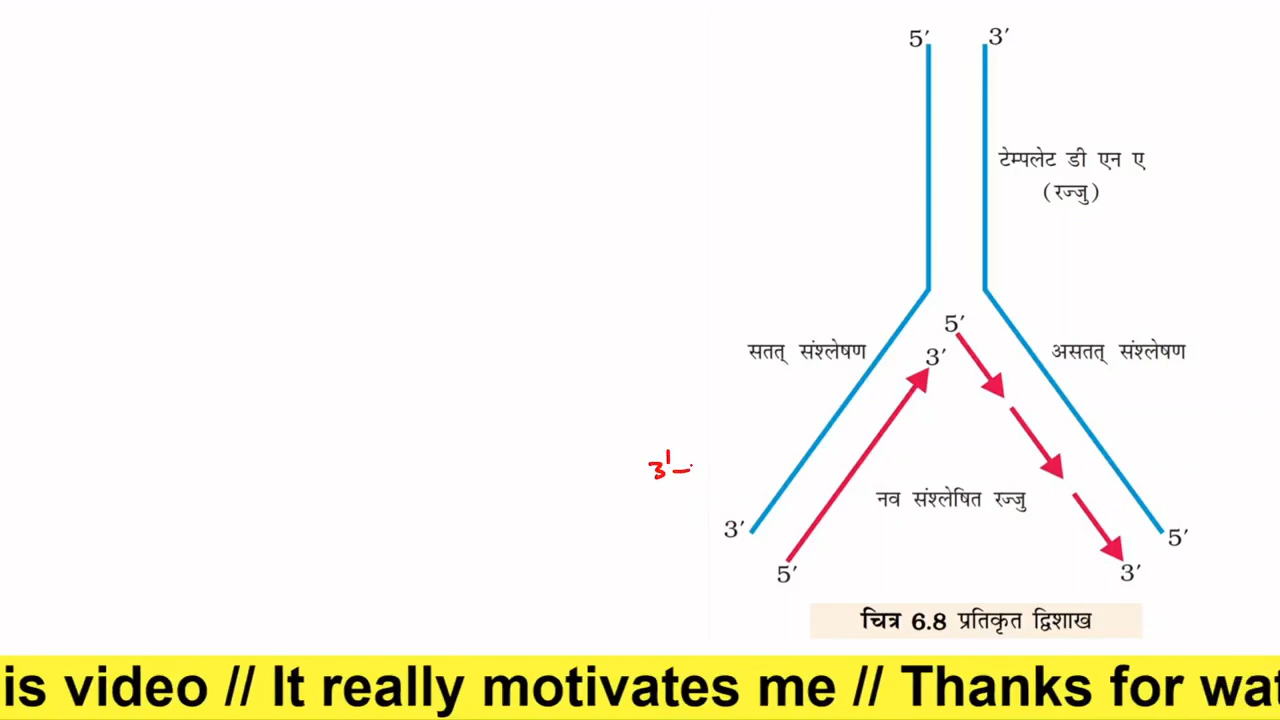 5′ 3′
टेम्पलेट डी एन ए
(रज्जु)
5′
सतत् संश्लेषण 3′ असतत् संश्लेषण
3′–
नव संश्लेषित रज्जु
3′ 5′
5′ 3′
चित्र 6.8 प्रतिकृत द्विशाख
is video // It really motivates me // Thanks for wat